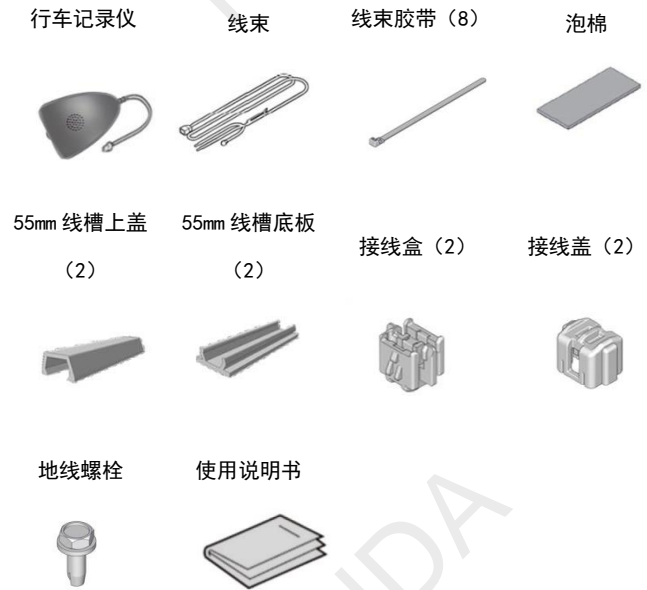 行车记录仪
线束
线束胶带（8）
泡棉
55mm 线槽上盖
（2）
55mm 线槽底板
（2）
接线盒（2）
接线盖（2）
地线螺栓
使用说明书